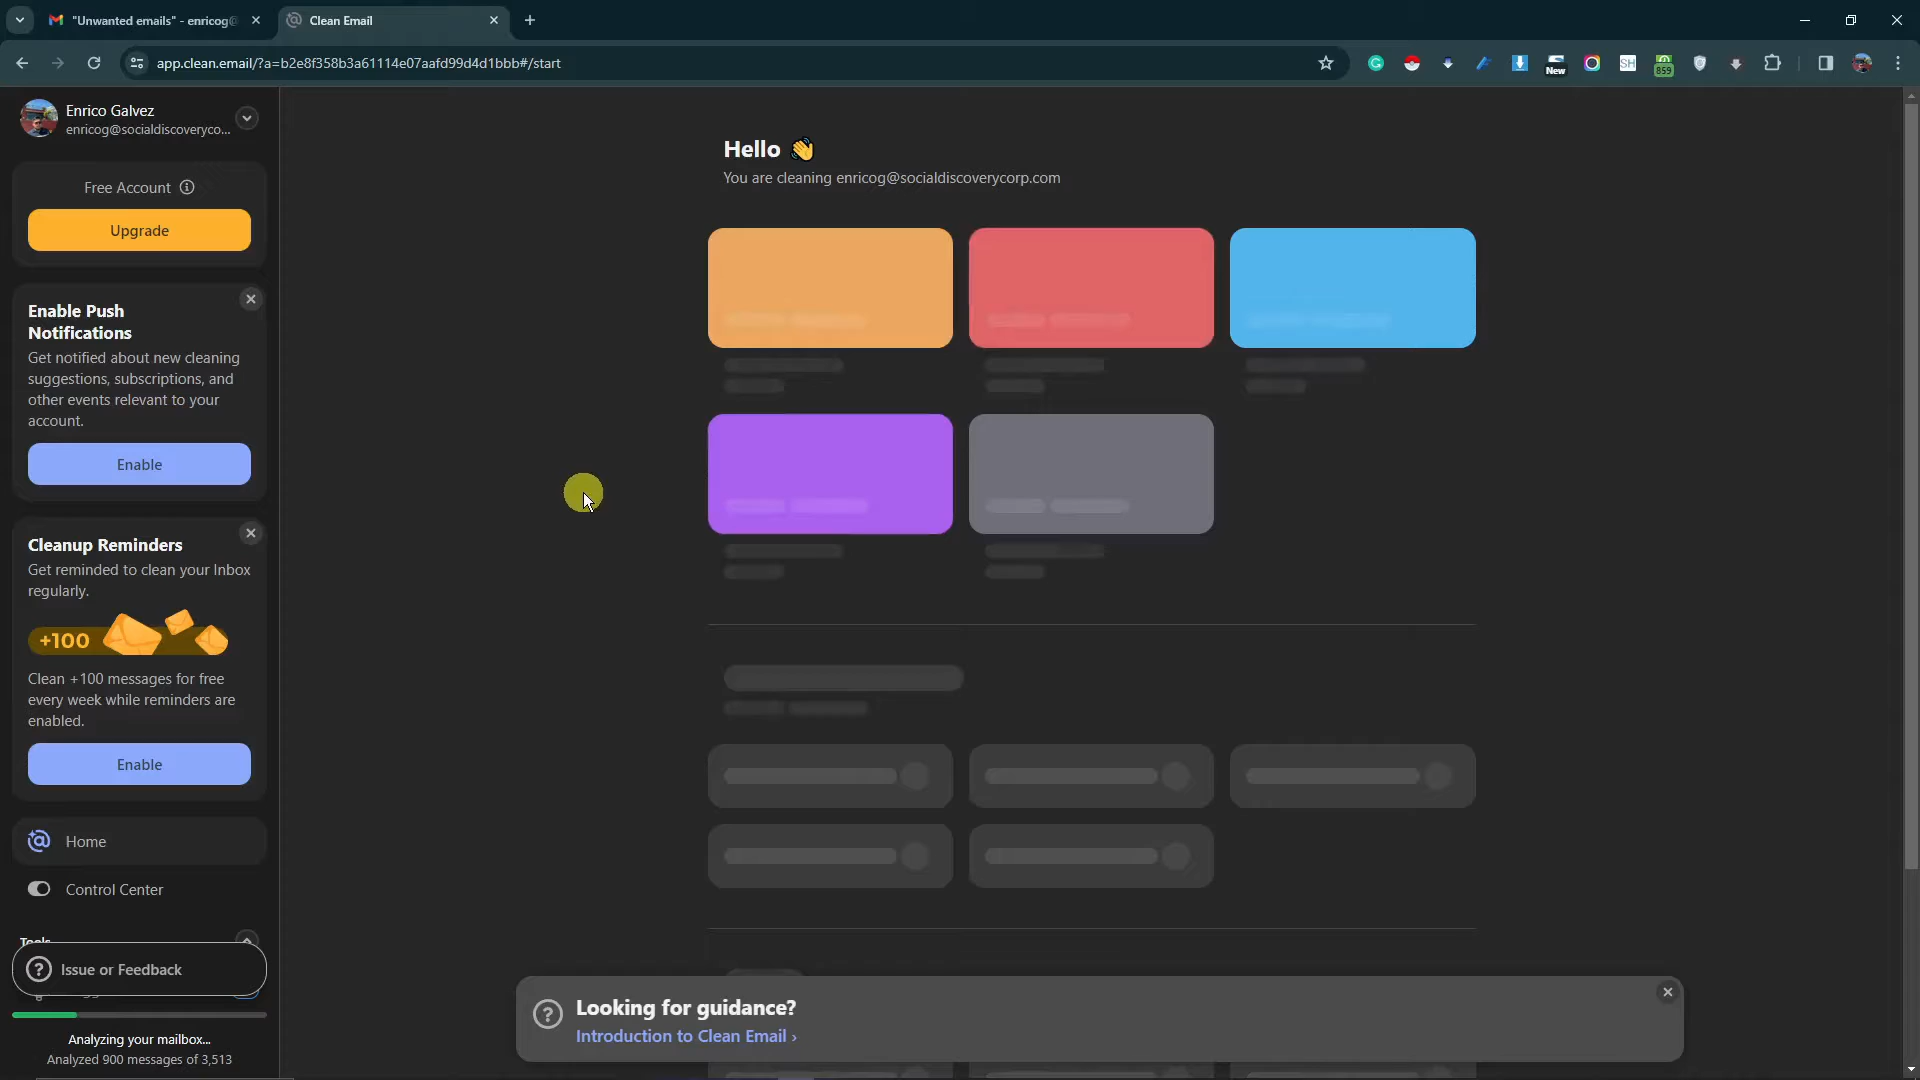 "Unwanted emails" - enricog@
Clean Email
app.clean.email/?a=b2e8f358b3a61114e07aafd99d4d1bbb#/start
New
SH
859
Enrico Galvez
enricog@socialdiscoveryco...
Free Account
Upgrade
Enable Push
Notifications
Get notified about new cleaning
suggestions, subscriptions, and
other events relevant to your
account.
Enable
Cleanup Reminders
Get reminded to clean your Inbox
regularly.
+100
Clean +100 messages for free
every week while reminders are
enabled.
Enable
Home
Control Center
Tools
Issue or Feedback
Analyzing your mailbox...
Analyzed 900 messages of 3,513
Hello 👋
You are cleaning enricog@socialdiscoverycorp.com
Looking for guidance?
Introduction to Clean Email ›